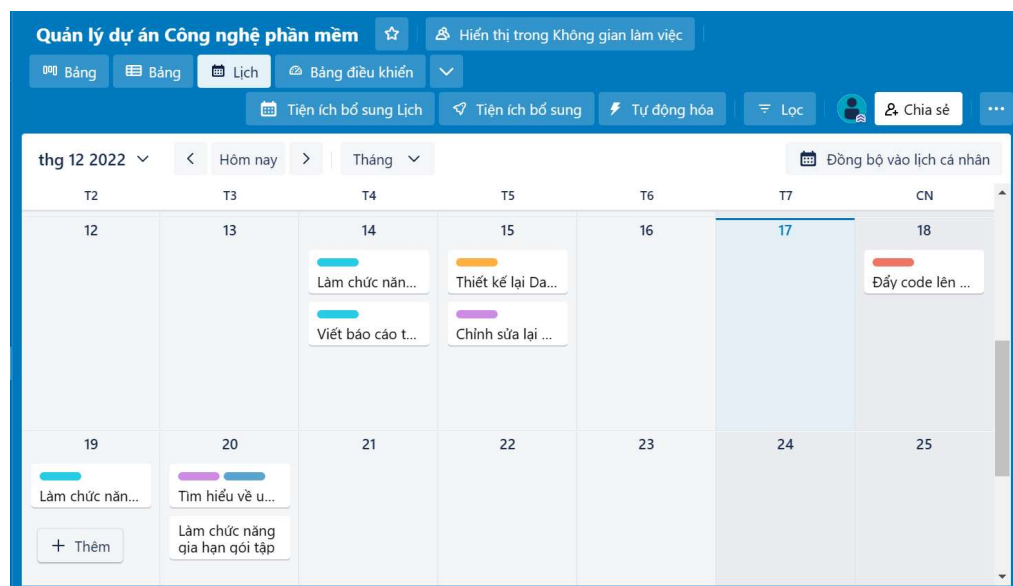 Quản lý dự án Công nghệ phần mềm Hiển thị trong Không gian làm việc
Bảng Bảng Lịch Bảng điều khiển
Tiện ích bổ sung Lịch Tiện ích bổ sung Tự động hóa Lọc Chia sẻ
thg 12 2022 Hôm nay Tháng Đồng bộ vào lịch cá nhân
T2 T3 T4 T5 T6 T7 CN
12 13 14 15 16 17 18
Làm chức năn... Thiết kế lại Da... Đẩy code lên ...
Viết báo cáo t... Chỉnh sửa lại ...
19 20 21 22 23 24 25
Làm chức năn... Tìm hiểu về u...
+ Thêm Làm chức năng
gia hạn gói tập